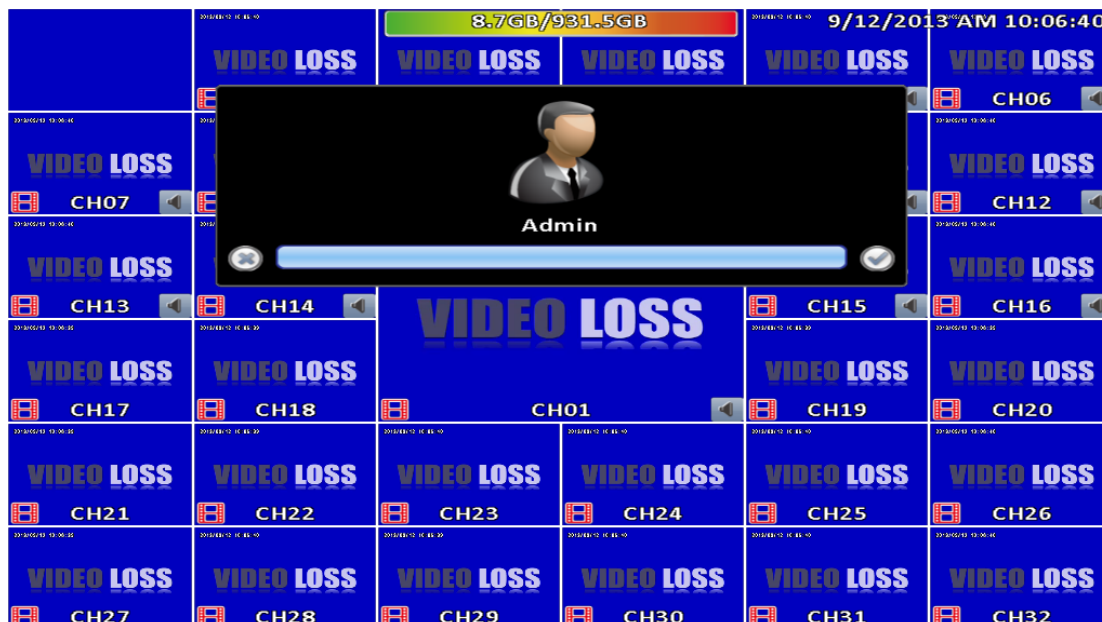 8.7GB/931.5GB
9/12/2013 AM 10:06:40
VIDEO LOSS VIDEO LOSS VIDEO LOSS VIDEO LOSS VIDEO LOSS
CH06
VIDEO LOSS VIDEO LOSS
CH07 CH12
Admin
VIDEO LOSS VIDEO LOSS
CH13 CH14 CH15 CH16
VIDEO LOSS
VIDEO LOSS VIDEO LOSS VIDEO LOSS VIDEO LOSS
CH17 CH18 CH01 CH19 CH20
VIDEO LOSS VIDEO LOSS VIDEO LOSS VIDEO LOSS VIDEO LOSS VIDEO LOSS
CH21 CH22 CH23 CH24 CH25 CH26
VIDEO LOSS VIDEO LOSS VIDEO LOSS VIDEO LOSS VIDEO LOSS VIDEO LOSS
CH27 CH28 CH29 CH30 CH31 CH32